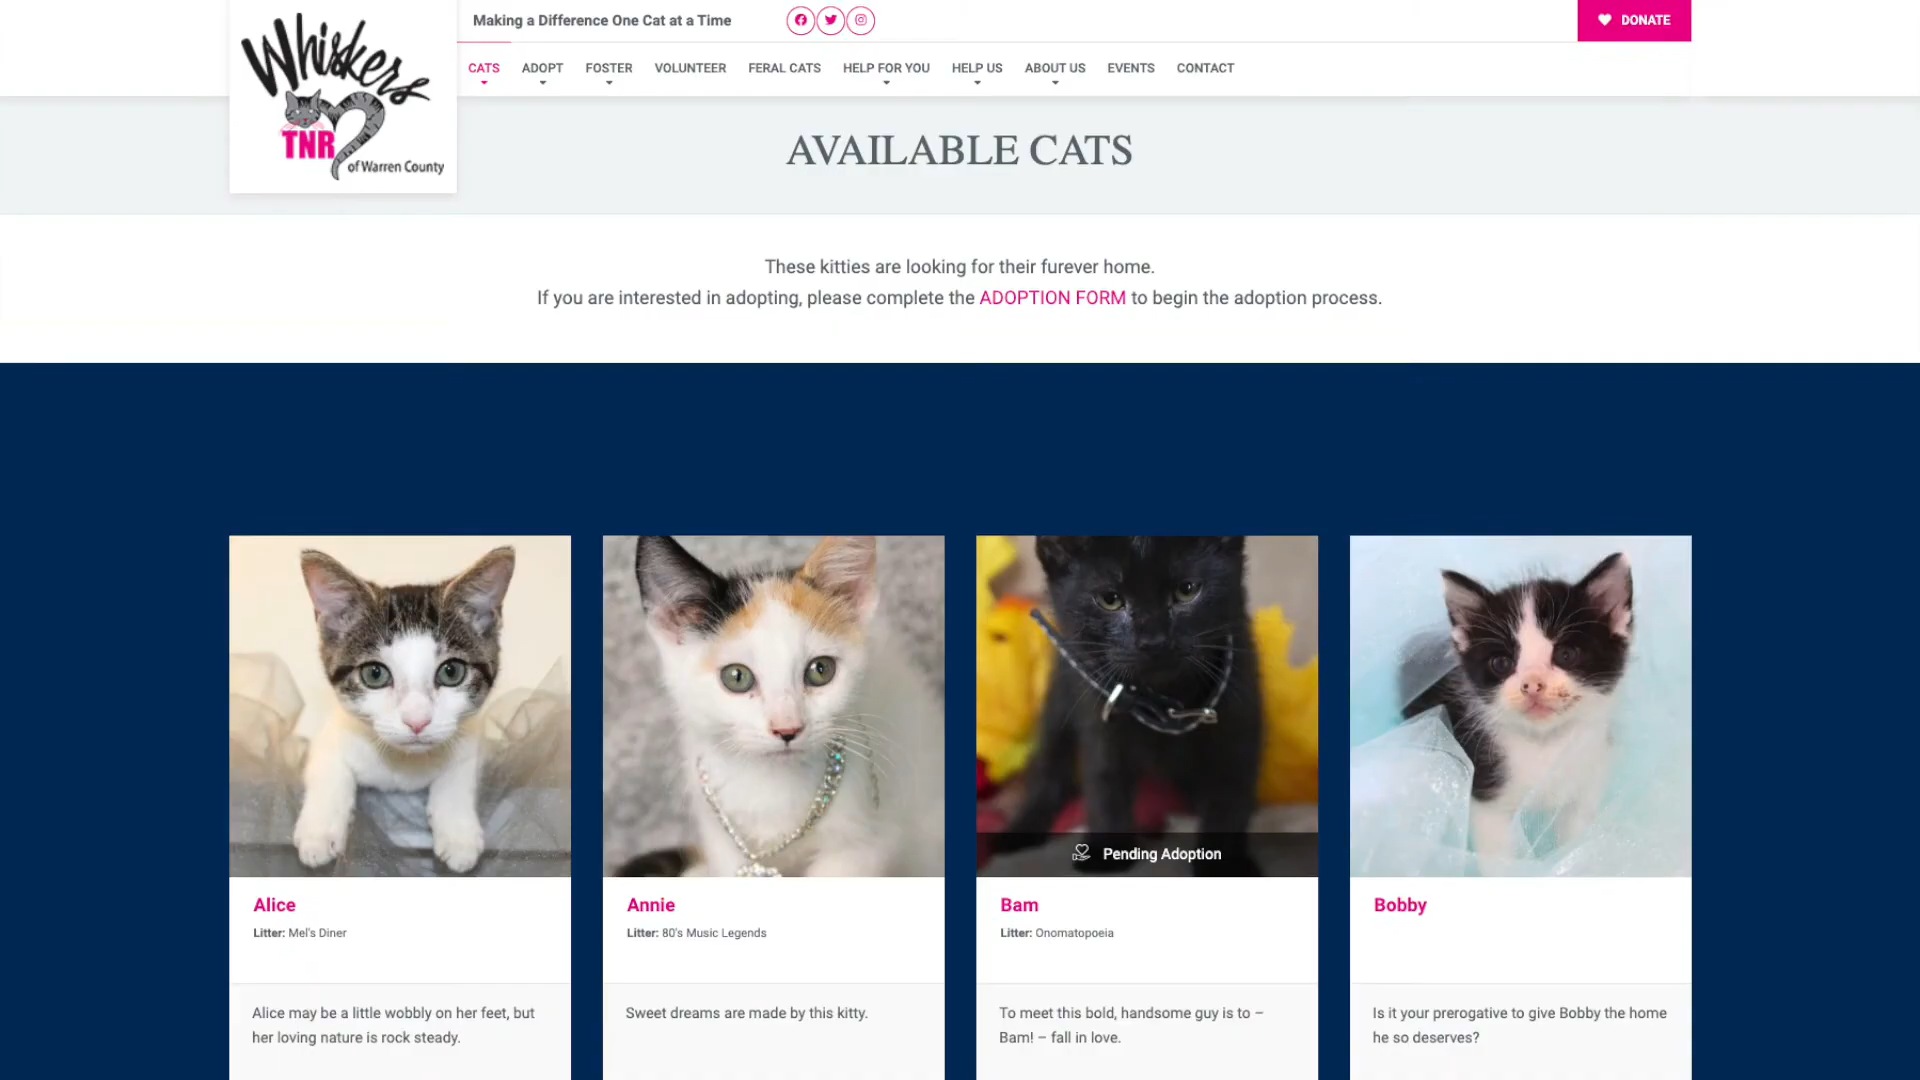 Whiskers
TNR
of Warren County
Making a Difference One Cat at a Time
DONATE
CATS ADOPT FOSTER VOLUNTEER FERAL CATS HELP FOR YOU HELP US ABOUT US EVENTS CONTACT
AVAILABLE CATS
These kitties are looking for their furever home.
If you are interested in adopting, please complete the ADOPTION FORM to begin the adoption process.
Alice
Litter: Mel's Diner
Alice may be a little wobbly on her feet, but
her loving nature is rock steady.
Annie
Litter: 80's Music Legends
Sweet dreams are made by this kitty.
Pending Adoption
Bam
Litter: Onomatopoeia
To meet this bold, handsome guy is to –
Bam! – fall in love.
Bobby
Is it your prerogative to give Bobby the home
he so deserves?